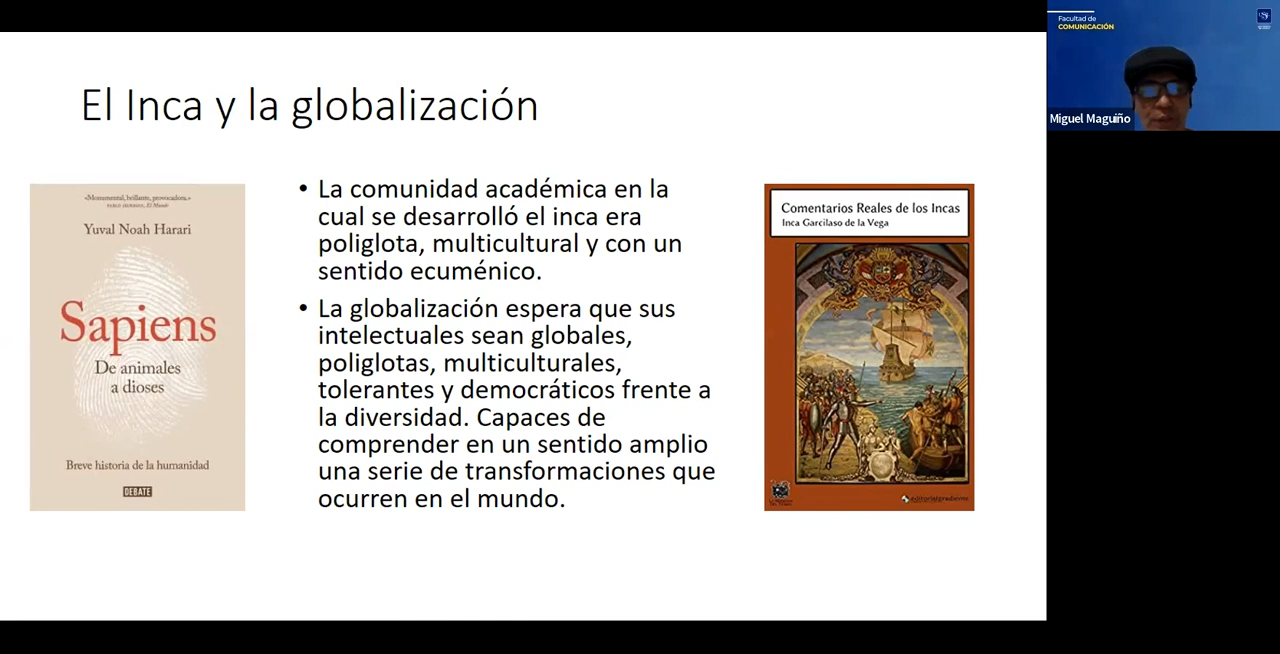 El Inca y la globalización
«Monumental, brillante, provocadora.»
Yuval Noah Harari
Sapiens
De animales
a dioses
Breve historia de la humanidad
DEBATE
• La comunidad académica en la
cual se desarrolló el inca era
poliglota, multicultural y con un
sentido ecuménico.
• La globalización espera que sus
intelectuales sean globales,
poliglotas, multiculturales,
tolerantes y democráticos frente a
la diversidad. Capaces de
comprender en un sentido amplio
una serie de transformaciones que
ocurren en el mundo.
Comentarios Reales de los Incas
Inca Garcilaso de la Vega
editorialgradiente
Facultad de
COMUNICACIÓN
Miguel Maguiño